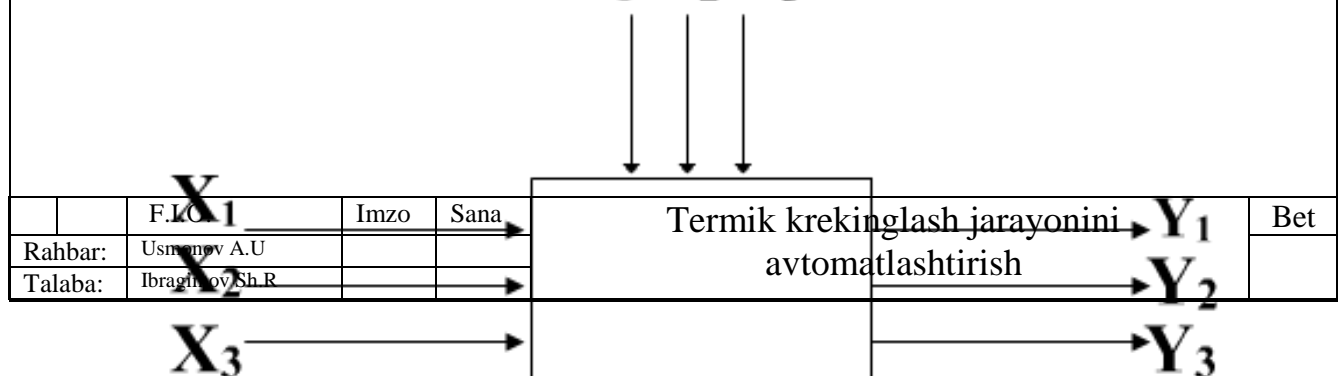 X1
F.I.O. Imzo Sana Termik krekinglash jarayonini Y1 Bet
Rahbar: Usmonov A.U avtomatlashtirish
X2 Y2
Talaba: Ibragimov Sh.R
X3 Y3